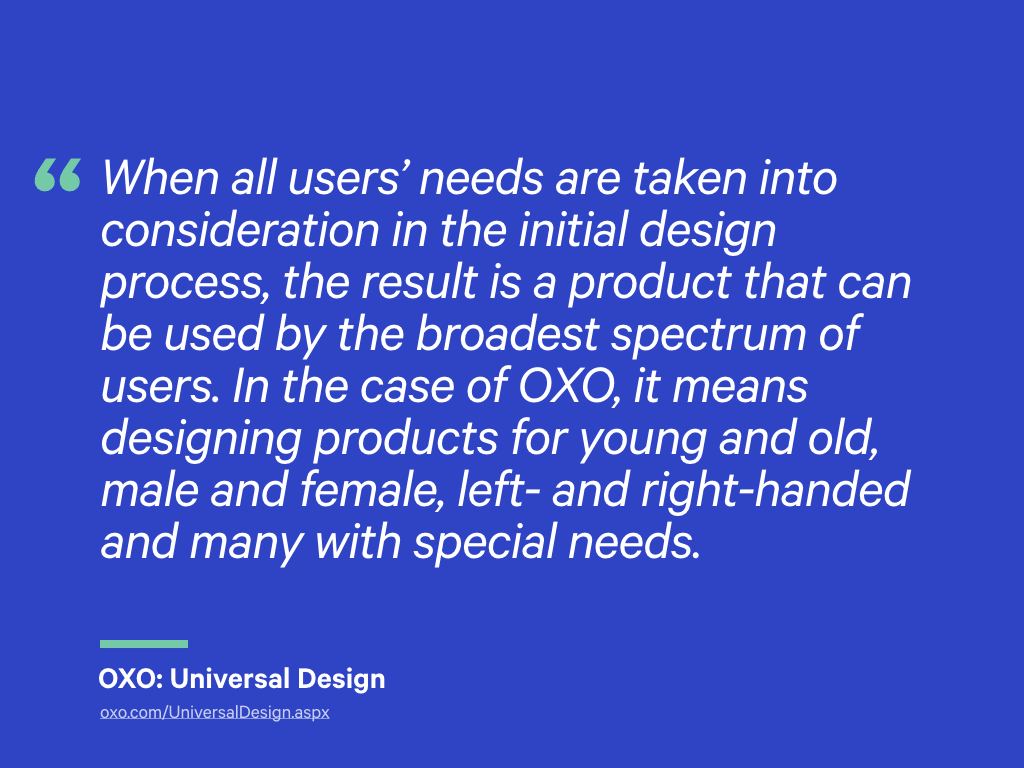 “When all users’ needs are taken into
consideration in the initial design
process, the result is a product that can
be used by the broadest spectrum of
users. In the case of OXO, it means
designing products for young and old,
male and female, left- and right-handed
and many with special needs.
OXO: Universal Design
oxo.com/UniversalDesign.aspx